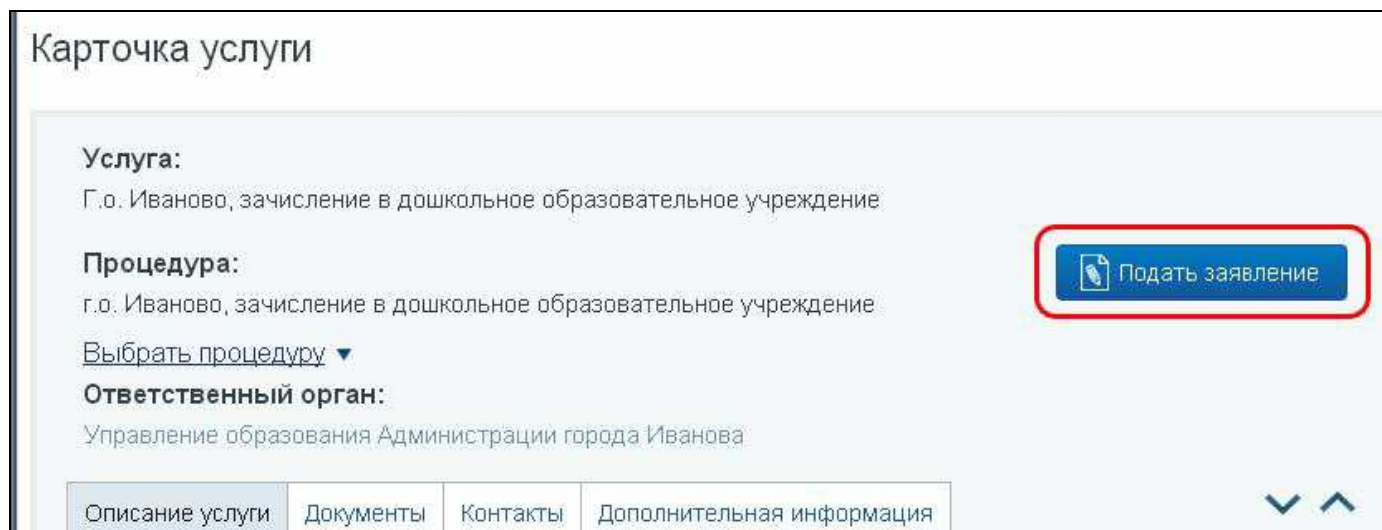 Карточка услуги
Услуга:
Г.о. Иваново, зачисление в дошкольное образовательное учреждение
Процедура:
г.о. Иваново, зачисление в дошкольное образовательное учреждение
Подать заявление
Выбрать процедуру ▼
Ответственный орган:
Управление образования Администрации города Иванова
Описание услуги Документы Контакты Дополнительная информация